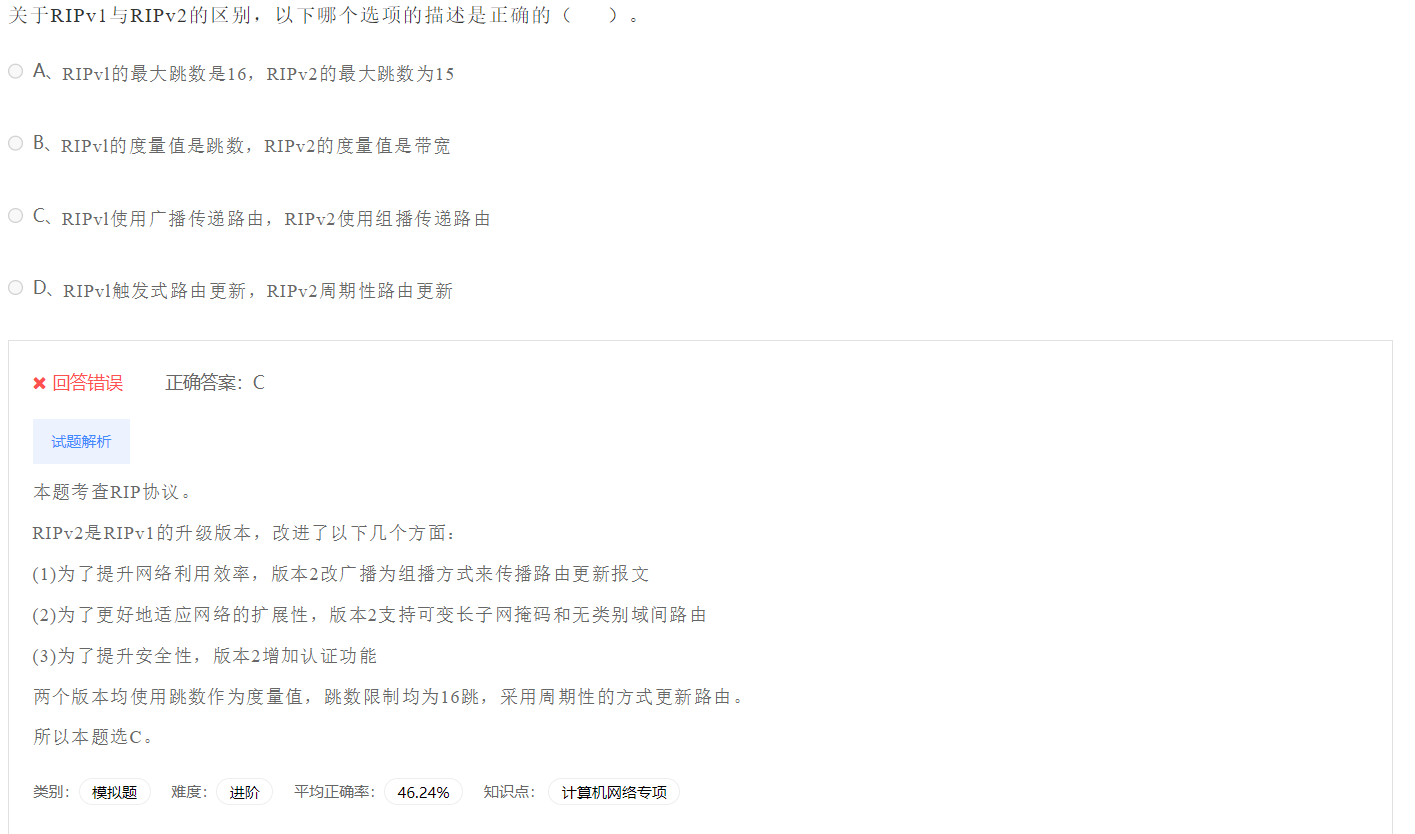 关于RIPv1与RIPv2的区别，以下哪个选项的描述是正确的（　　）。
A、RIPvl的最大跳数是16，RIPv2的最大跳数为15
B、RIPvl的度量值是跳数，RIPv2的度量值是带宽
C、RIPvl使用广播传递路由，RIPv2使用组播传递路由
D、RIPvl触发式路由更新，RIPv2周期性路由更新
回答错误 正确答案：C
试题解析
本题考查RIP协议。
RIPv2是RIPv1的升级版本，改进了以下几个方面：
(1)为了提升网络利用效率，版本2改广播为组播方式来传播路由更新报文
(2)为了更好地适应网络的扩展性，版本2支持可变长子网掩码和无类别域间路由
(3)为了提升安全性，版本2增加认证功能
两个版本均使用跳数作为度量值，跳数限制均为16跳，采用周期性的方式更新路由。
所以本题选C。
类别： 模拟题 难度： 进阶 平均正确率： 46.24% 知识点： 计算机网络专项